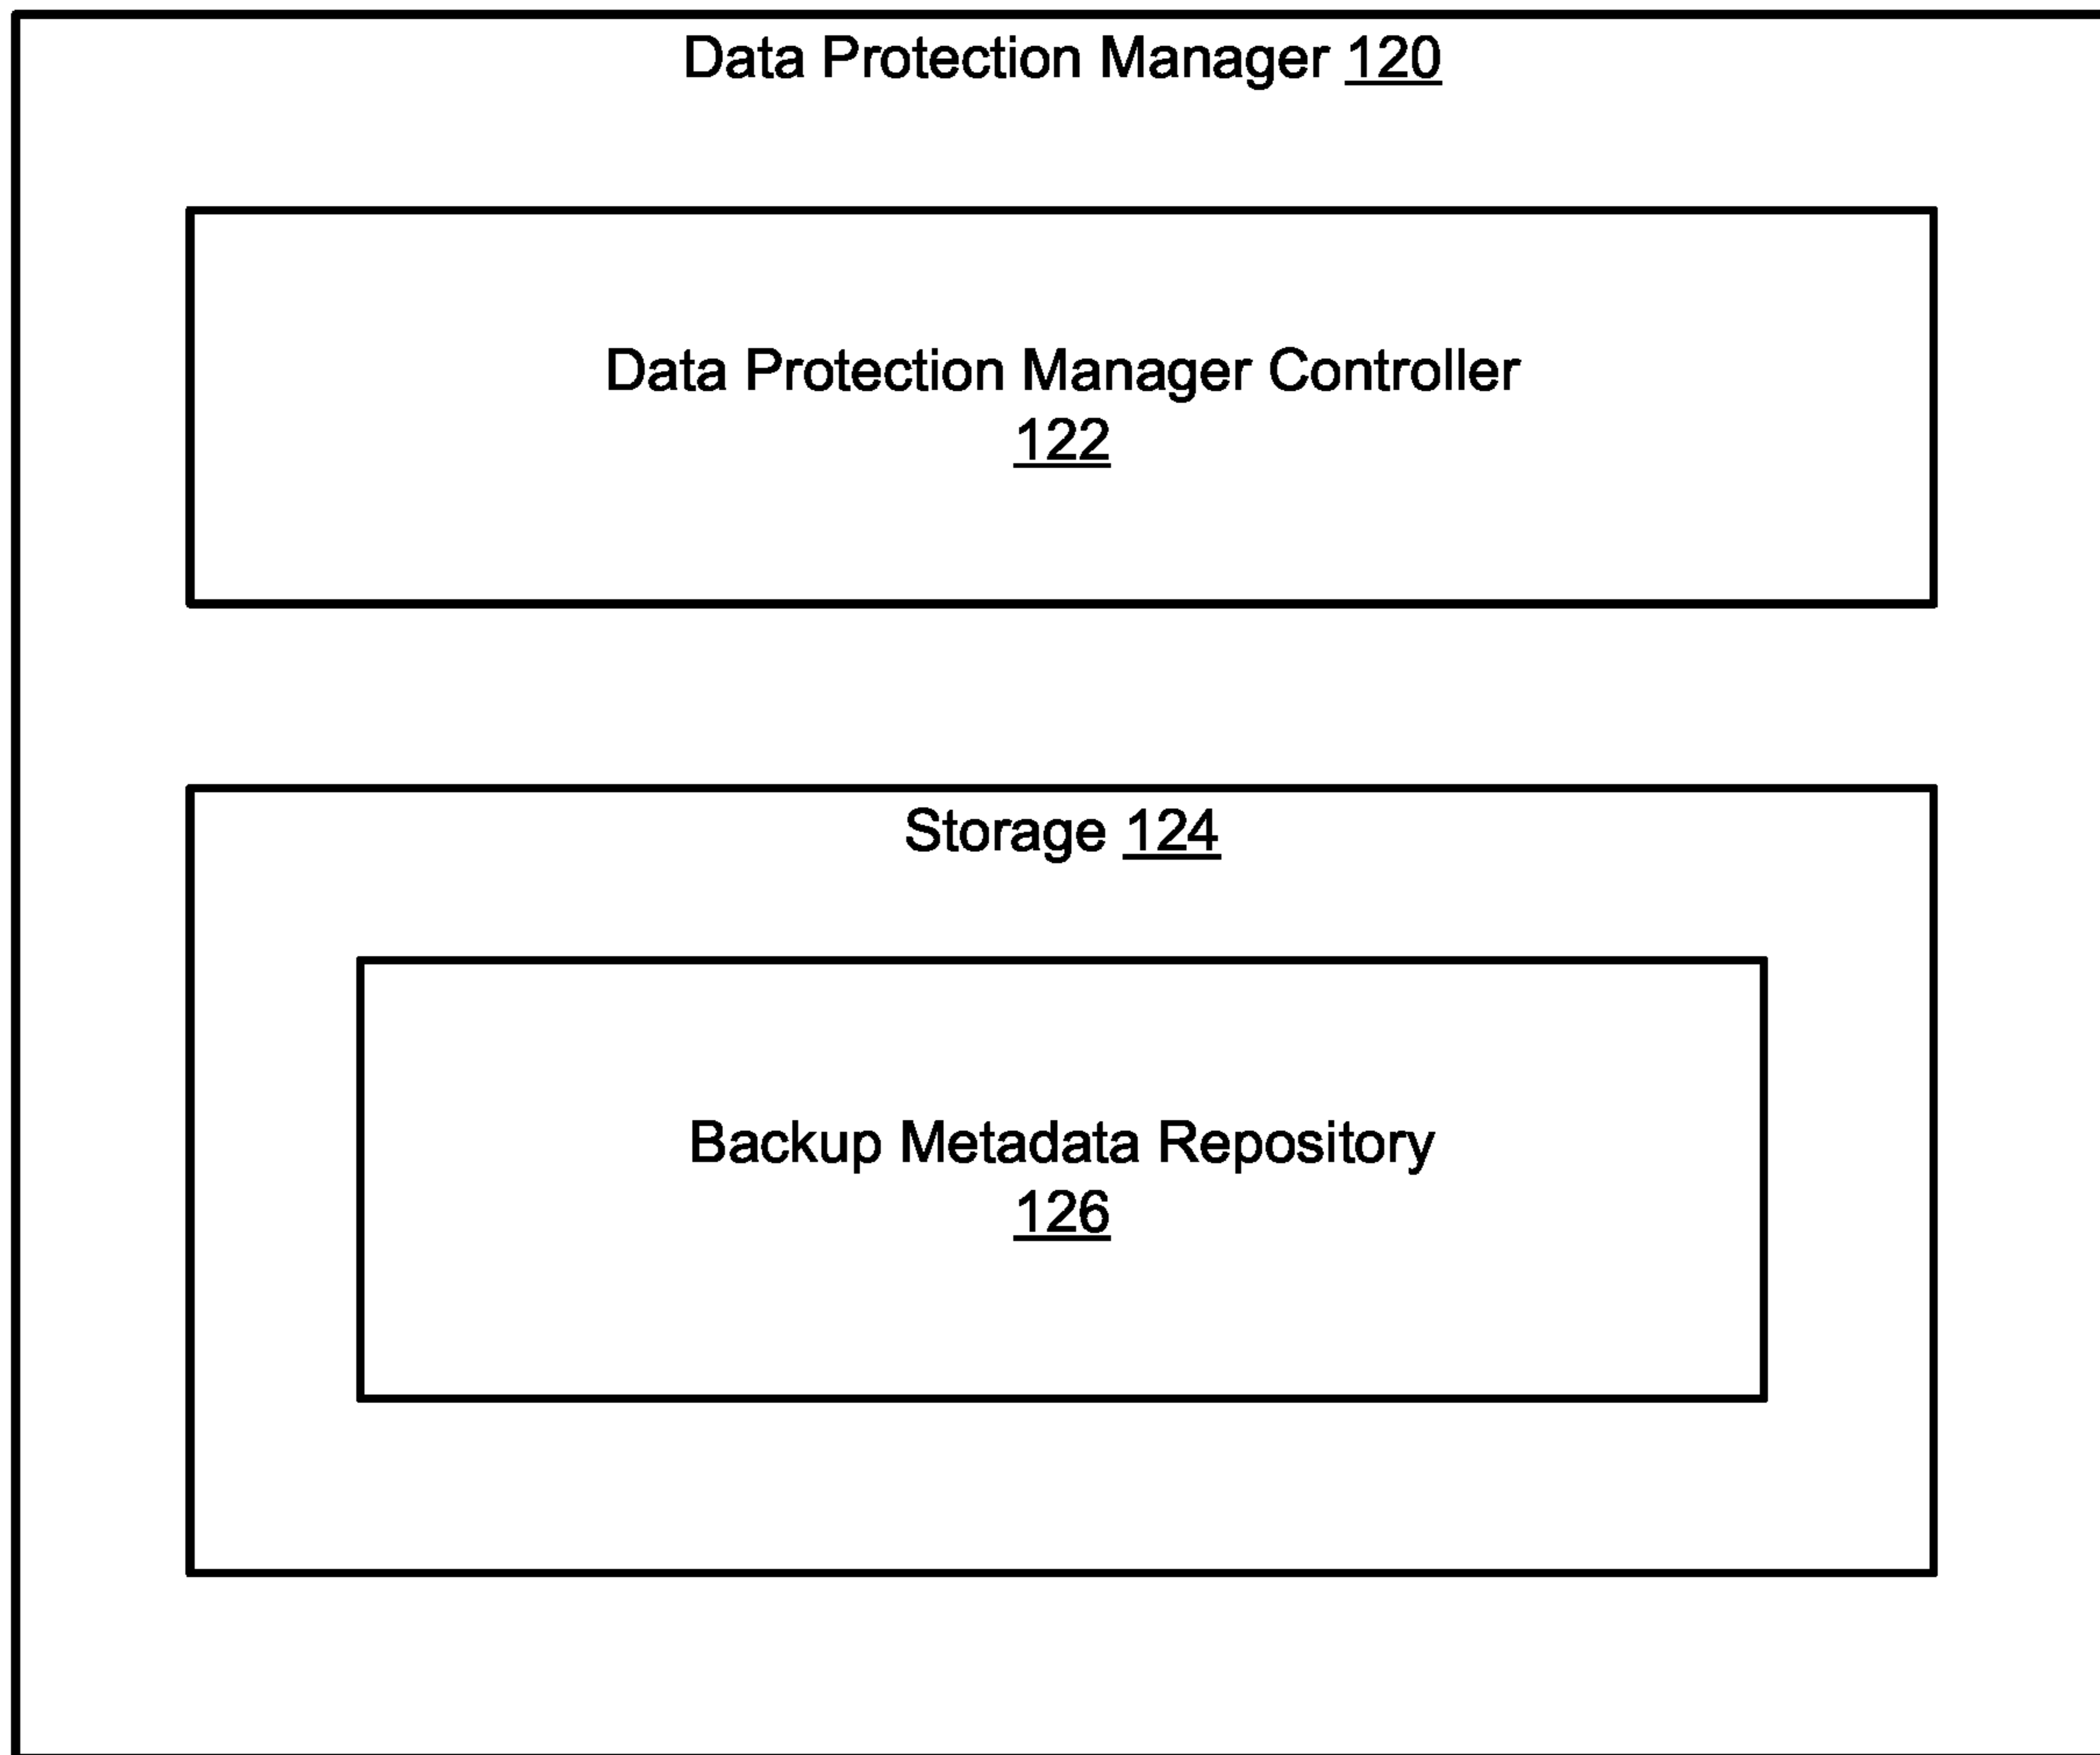 Data Protection Manager 120
Data Protection Manager Controller
122
Storage 124
Backup Metadata Repository
126